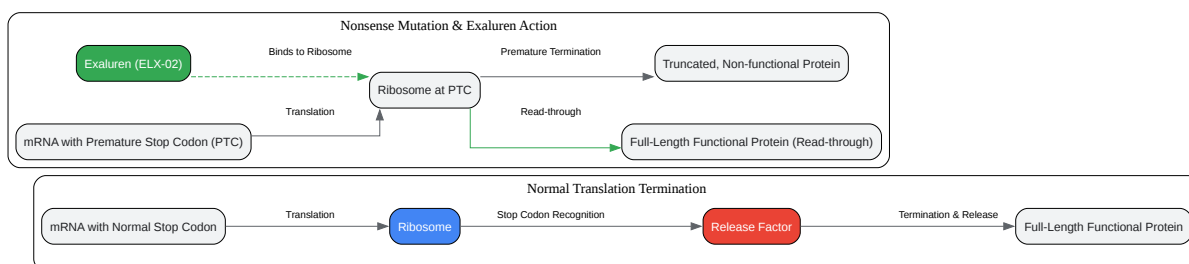 Nonsense Mutation & Exaluren Action
Exaluren (ELX-02)
Binds to Ribosome
Premature Termination
Truncated, Non-functional Protein
Ribosome at PTC
Translation
Read-through
mRNA with Premature Stop Codon (PTC)
Full-Length Functional Protein (Read-through)
Normal Translation Termination
mRNA with Normal Stop Codon
Translation
Ribosome
Stop Codon Recognition
Release Factor
Termination & Release
Full-Length Functional Protein